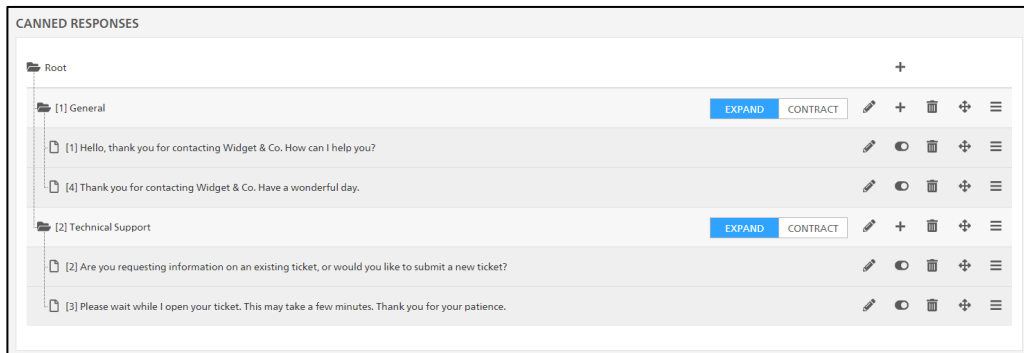 CANNED RESPONSES
Root
[1] General EXPAND CONTRACT
[1] Hello, thank you for contacting Widget & Co. How can I help you?
[4] Thank you for contacting Widget & Co. Have a wonderful day.
[2] Technical Support EXPAND CONTRACT
[2] Are you requesting information on an existing ticket, or would you like to submit a new ticket?
[3] Please wait while I open your ticket. This may take a few minutes. Thank you for your patience.